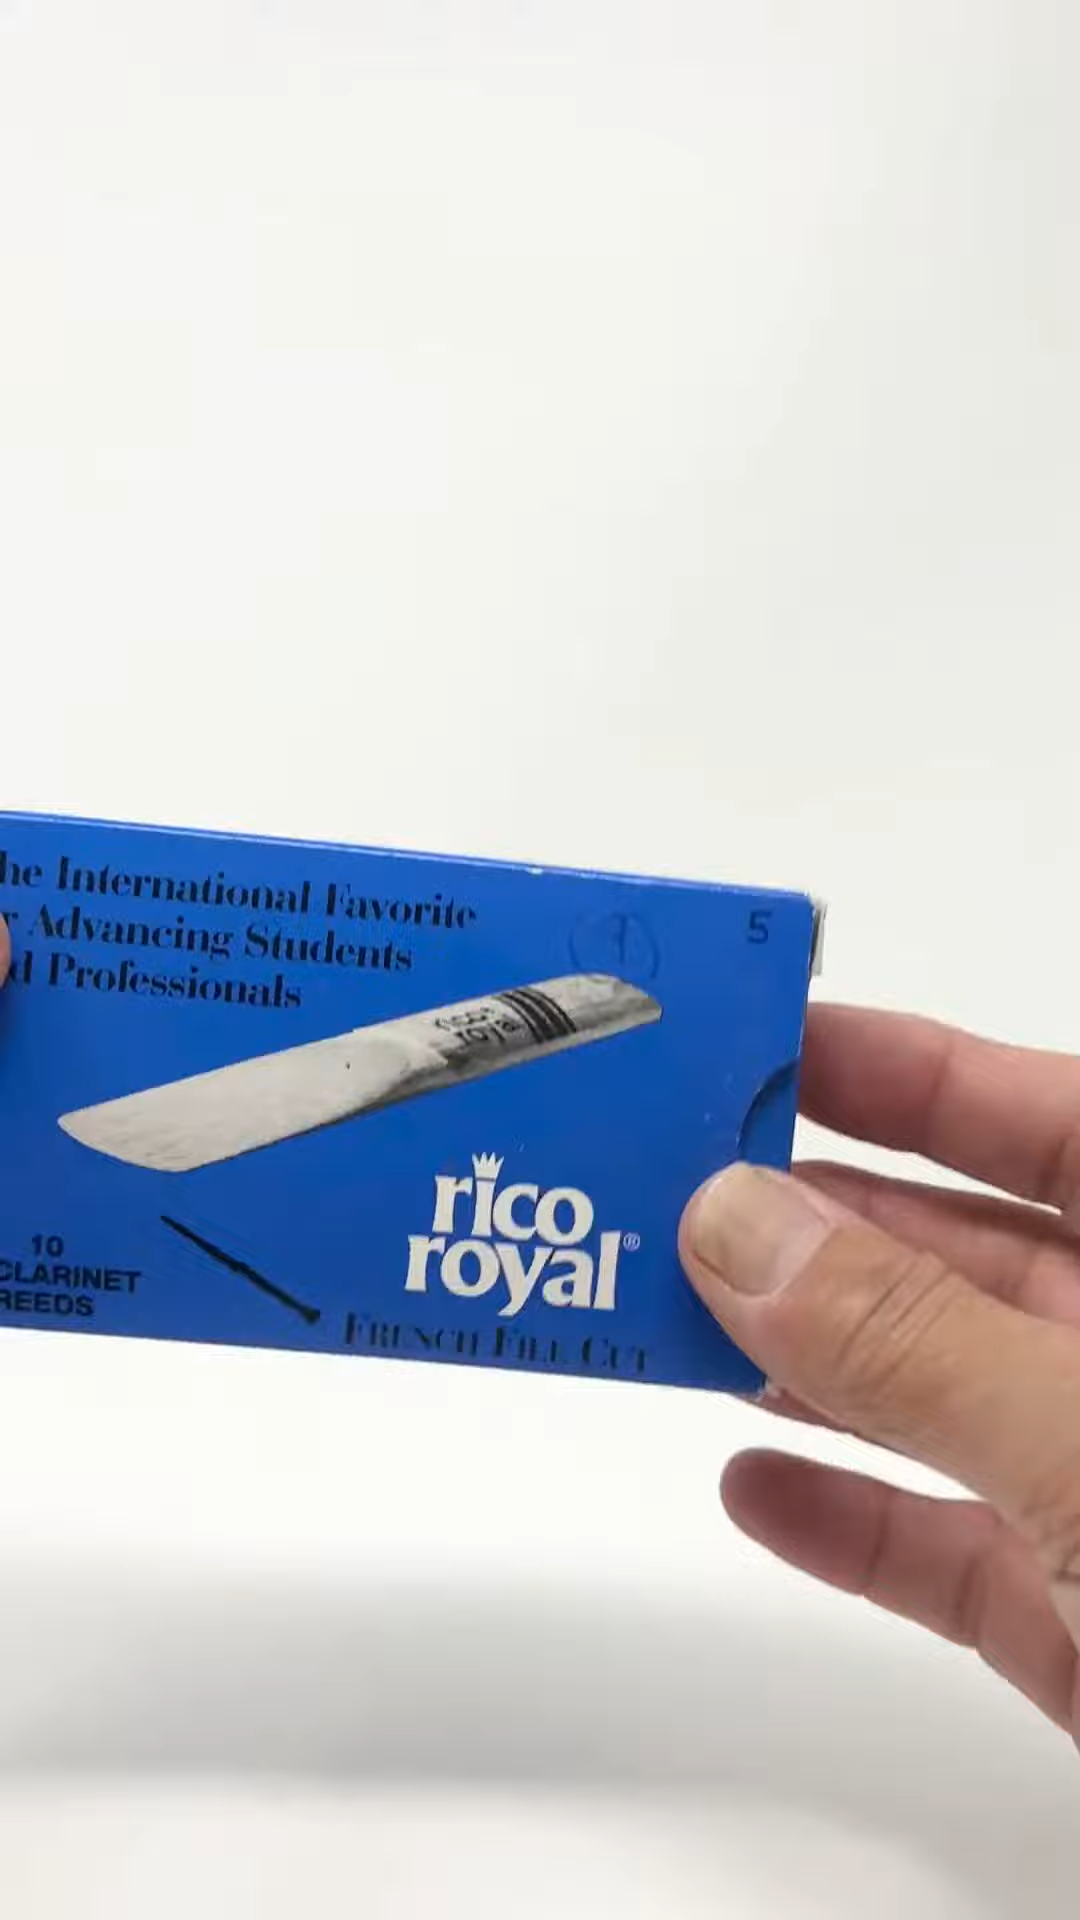 he International Favorite
r Advancing Students
d Professionals
5
rico
royal
rico
royal®
10
CLARINET
REEDS
FRENCH FILE CUT